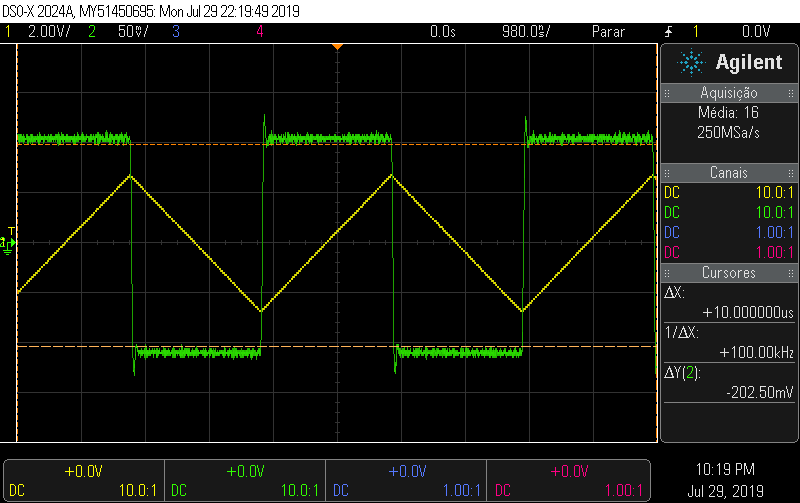 DSO-X 2024A, MY51450695: Mon Jul 29 22:19:49 2019
1 2.00V/ 2 50mV/ 3 4 0.0s 980.0ns/ Parar 1 0.0V
Agilent
Aquisição
Média: 16
250MSa/s
Canais
DC 10.0:1
DC 10.0:1
DC 1.00:1
DC 1.00:1
Cursores
ΔX:
+10.000000us
1/ΔX:
+100.00kHz
ΔY(2):
-202.50mV
T
2
+0.0V +0.0V +0.0V +0.0V
DC 10.0:1 DC 10.0:1 DC 1.00:1 DC 1.00:1
10:19 PM
Jul 29, 2019